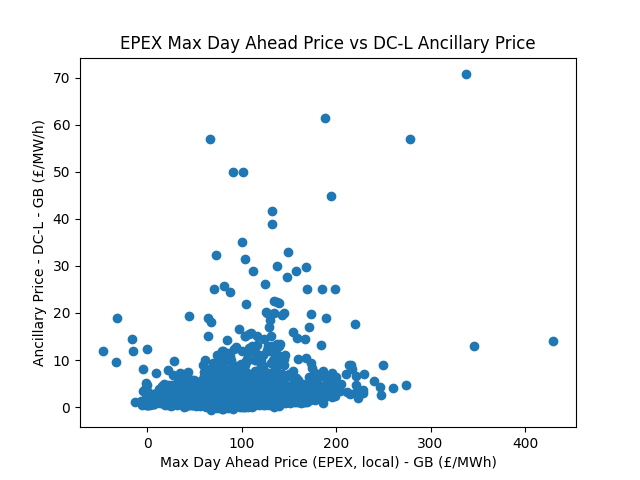 EPEX Max Day Ahead Price vs DC-L Ancillary Price
Ancillary Price - DC-L - GB (£/MW/h)
70
60
50
40
30
20
10
0
0 100 200 300 400
Max Day Ahead Price (EPEX, local) - GB (£/MWh)